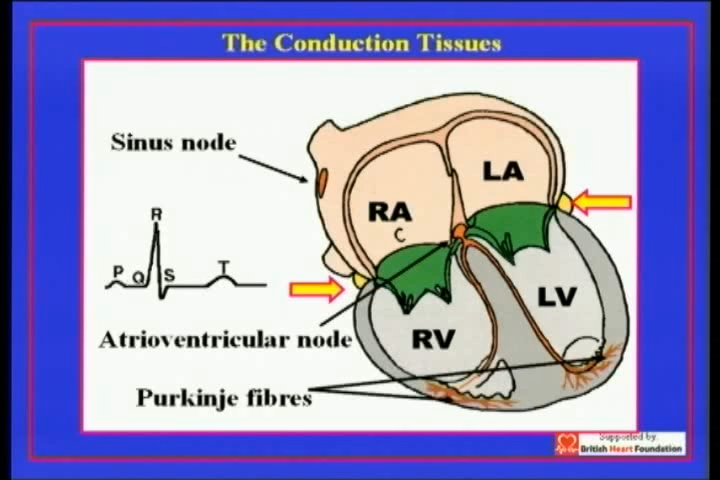 The Conduction Tissues
Sinus node
LA
RA
C
R
P
Q
S
T
LV
Atrioventricular node
RV
Purkinje fibres
Supported by:
British Heart Foundation